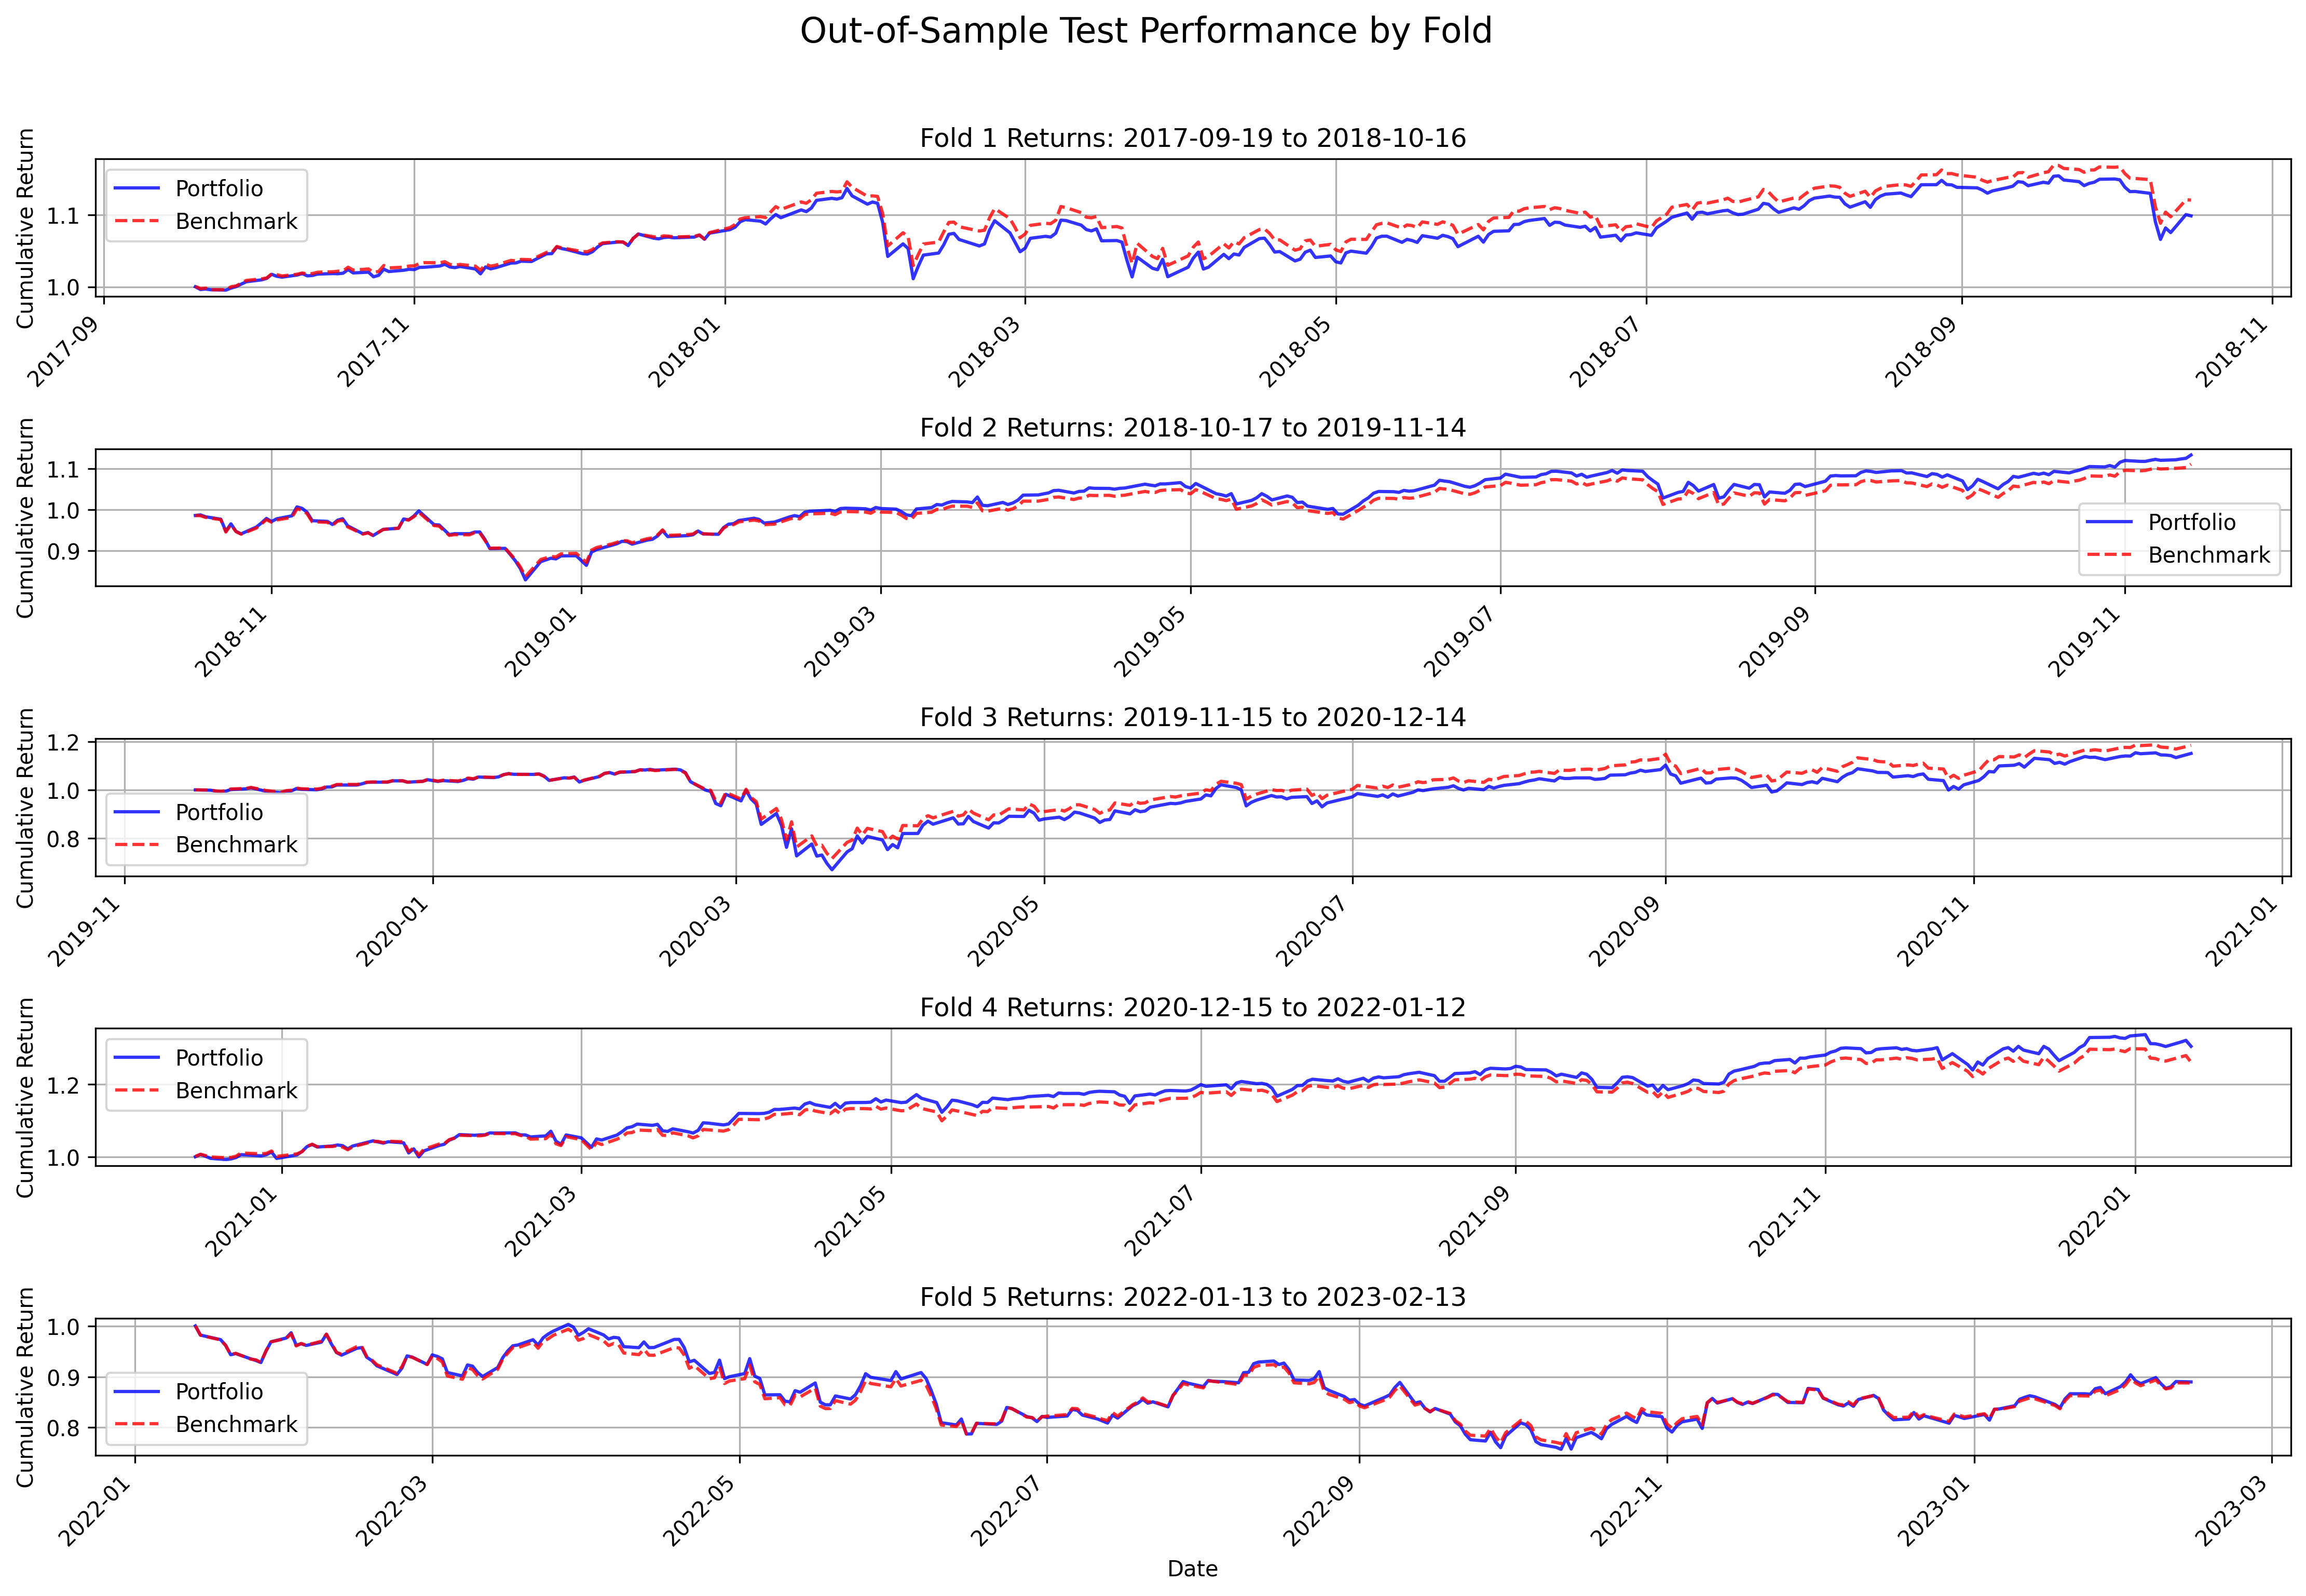 Out-of-Sample Test Performance by Fold
Fold 1 Returns: 2017-09-19 to 2018-10-16
Cumulative Return
1.1
1.0
Portfolio
Benchmark
2017-09
2017-11
2018-01
2018-03
2018-05
2018-07
2018-09
2018-11
Fold 2 Returns: 2018-10-17 to 2019-11-14
Cumulative Return
1.1
1.0
0.9
Portfolio
Benchmark
2018-11
2019-01
2019-03
2019-05
2019-07
2019-09
2019-11
Fold 3 Returns: 2019-11-15 to 2020-12-14
Cumulative Return
1.2
1.0
0.8
Portfolio
Benchmark
2019-11
2020-01
2020-03
2020-05
2020-07
2020-09
2020-11
2021-01
Fold 4 Returns: 2020-12-15 to 2022-01-12
Cumulative Return
1.2
1.0
Portfolio
Benchmark
2021-01
2021-03
2021-05
2021-07
2021-09
2021-11
2022-01
Fold 5 Returns: 2022-01-13 to 2023-02-13
Cumulative Return
1.0
0.9
0.8
Portfolio
Benchmark
2022-01
2022-03
2022-05
2022-07
2022-09
2022-11
2023-01
2023-03
Date